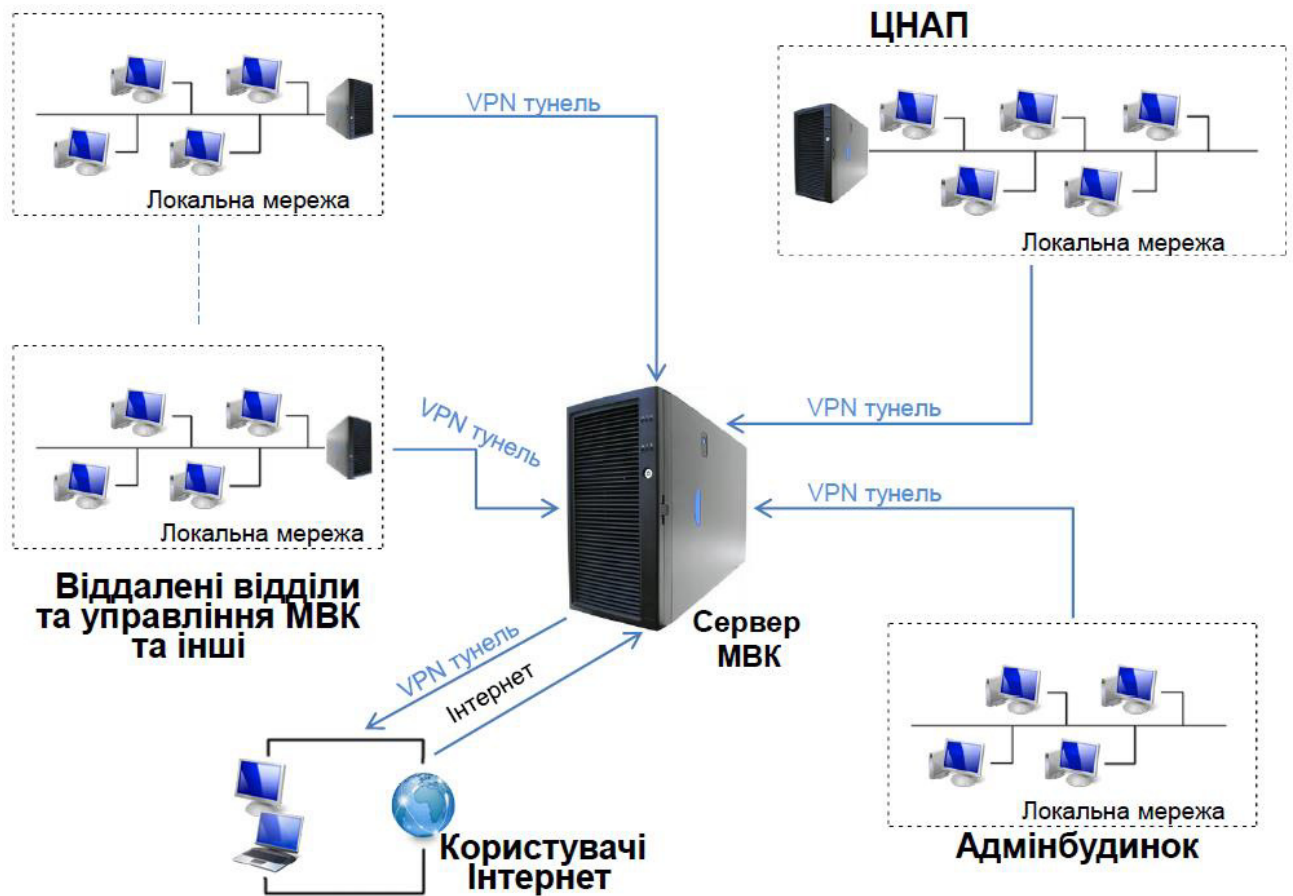 ЦНАП
VPN тунель
Локальна мережа
Локальна мережа
VPN тунель
VPN тунель
VPN тунель
Локальна мережа
Віддалені відділи
та управління МВК
та інші
Сервер
МВК
VPN тунель
Інтернет
Локальна мережа
Користувачі
Інтернет
Адмінбудинок